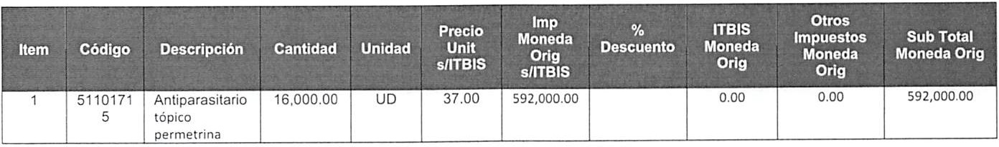 Item Código Descripción Cantidad Unidad Precio Unit s/ITBIS Imp Moneda Orig s/ITBIS % Descuento ITBIS Moneda Orig Otros Impuestos Moneda Orig Sub Total Moneda Orig
1 5110171 Antiparasitario 16,000.00 UD 37.00 592,000.00 0.00 0.00 592,000.00
5 tópico
permetrina